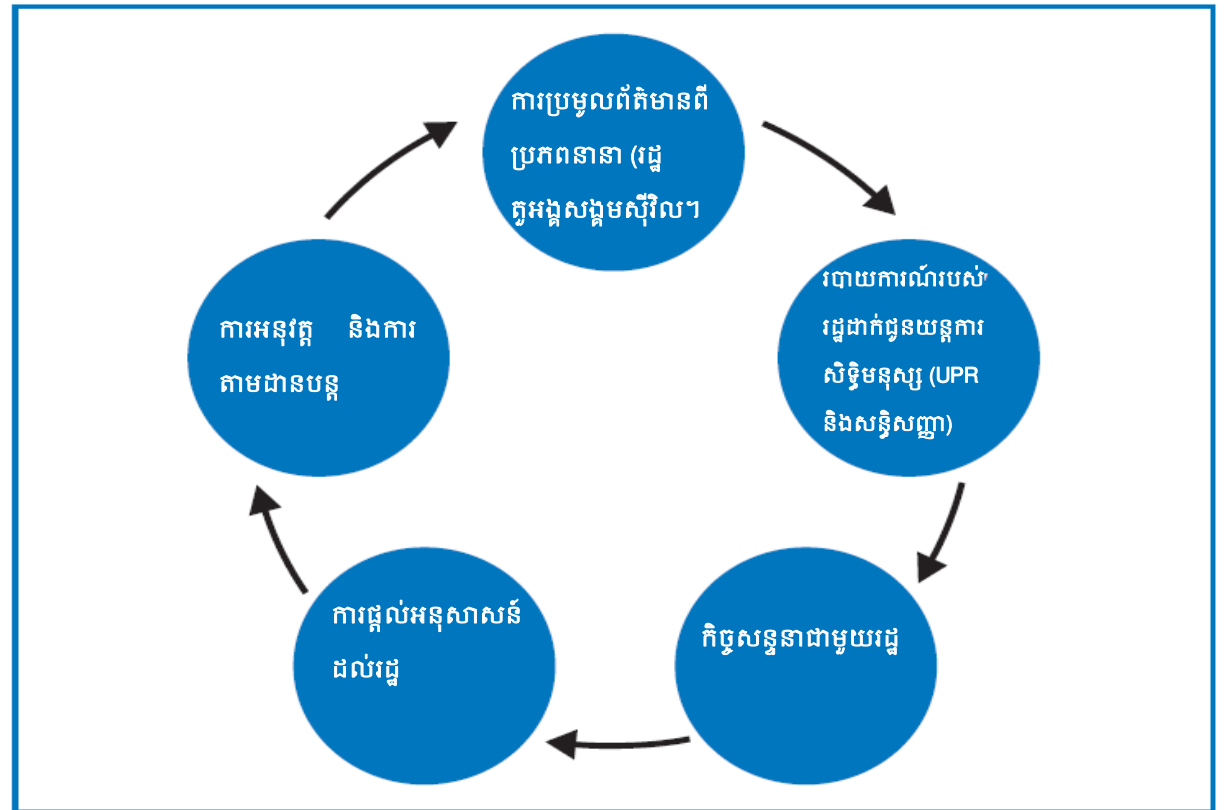 ការប្រមូលព័ត៌មានពី
ប្រភពនានា (រដ្ឋ
តួអង្គសង្គមស៊ីវិល។
របាយការណ៍របស់
រដ្ឋដាក់ជូនយន្តការ
សិទ្ធិមនុស្ស (UPR
និងសន្ធិសញ្ញា)
កិច្ចសន្ទនាជាមួយរដ្ឋ
ការផ្តល់អនុសាសន៍
ដល់រដ្ឋ
ការអនុវត្ត និងការ
តាមដានបន្ត